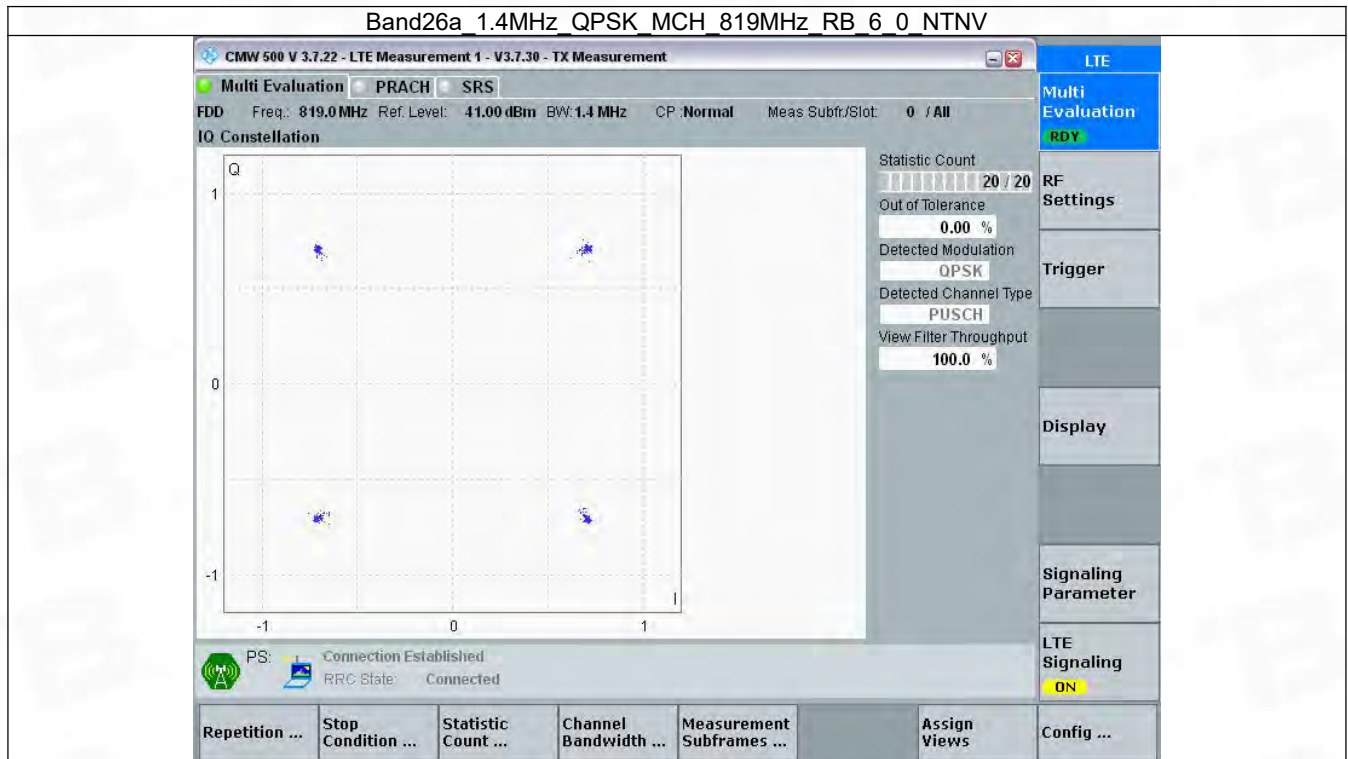 Band26a_1.4MHz_QPSK_MCH_819MHz_RB_6_0_NTNV
CMW 500 V 3.7.22 - LTE Measurement 1 - V3.7.30 - TX Measurement
LTE
Multi Evaluation PRACH SRS
FDD Freq.: 819.0 MHz Ref. Level: 41.00 dBm BW: 1.4 MHz CP :Normal Meas Subfr./Slot: 0 / All
IQ Constellation
Multi
Evaluation
RDY
Q
1
0
-1
-1 0 1
I
Statistic Count
20 / 20
Out of Tolerance
0.00 %
Detected Modulation
QPSK
Detected Channel Type
PUSCH
View Filter Throughput
100.0 %
RF
Settings
Trigger
Display
Signaling
Parameter
LTE
Signaling
ON
PS: Connection Established
RRC State: Connected
Repetition ...
Stop
Condition ...
Statistic
Count ...
Channel
Bandwidth ...
Measurement
Subframes ...
Assign
Views
Config ...